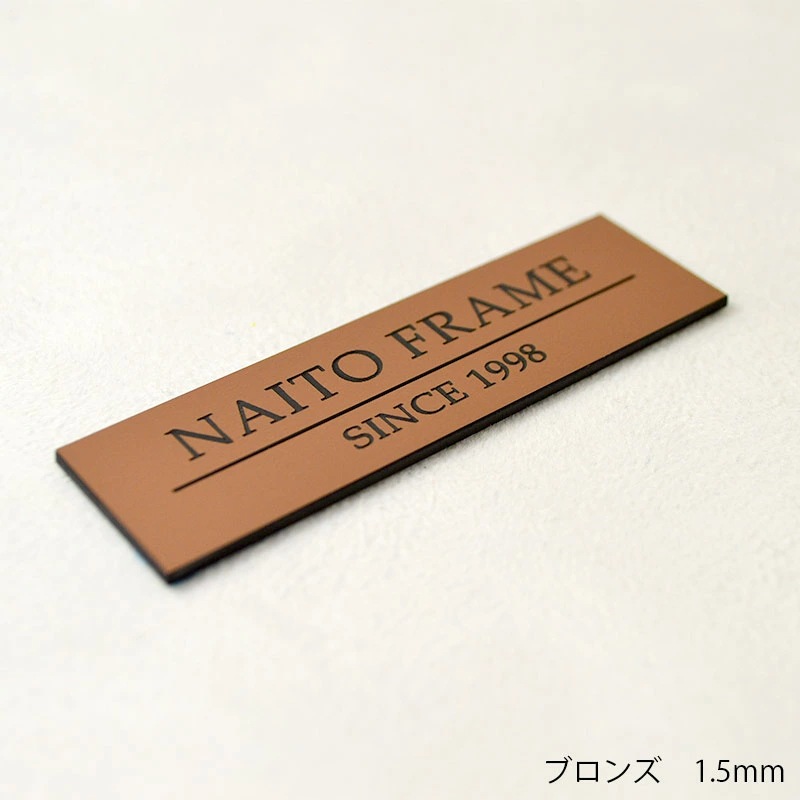 NAITO FRAME
SINCE 1998
ブロンズ　1.5mm